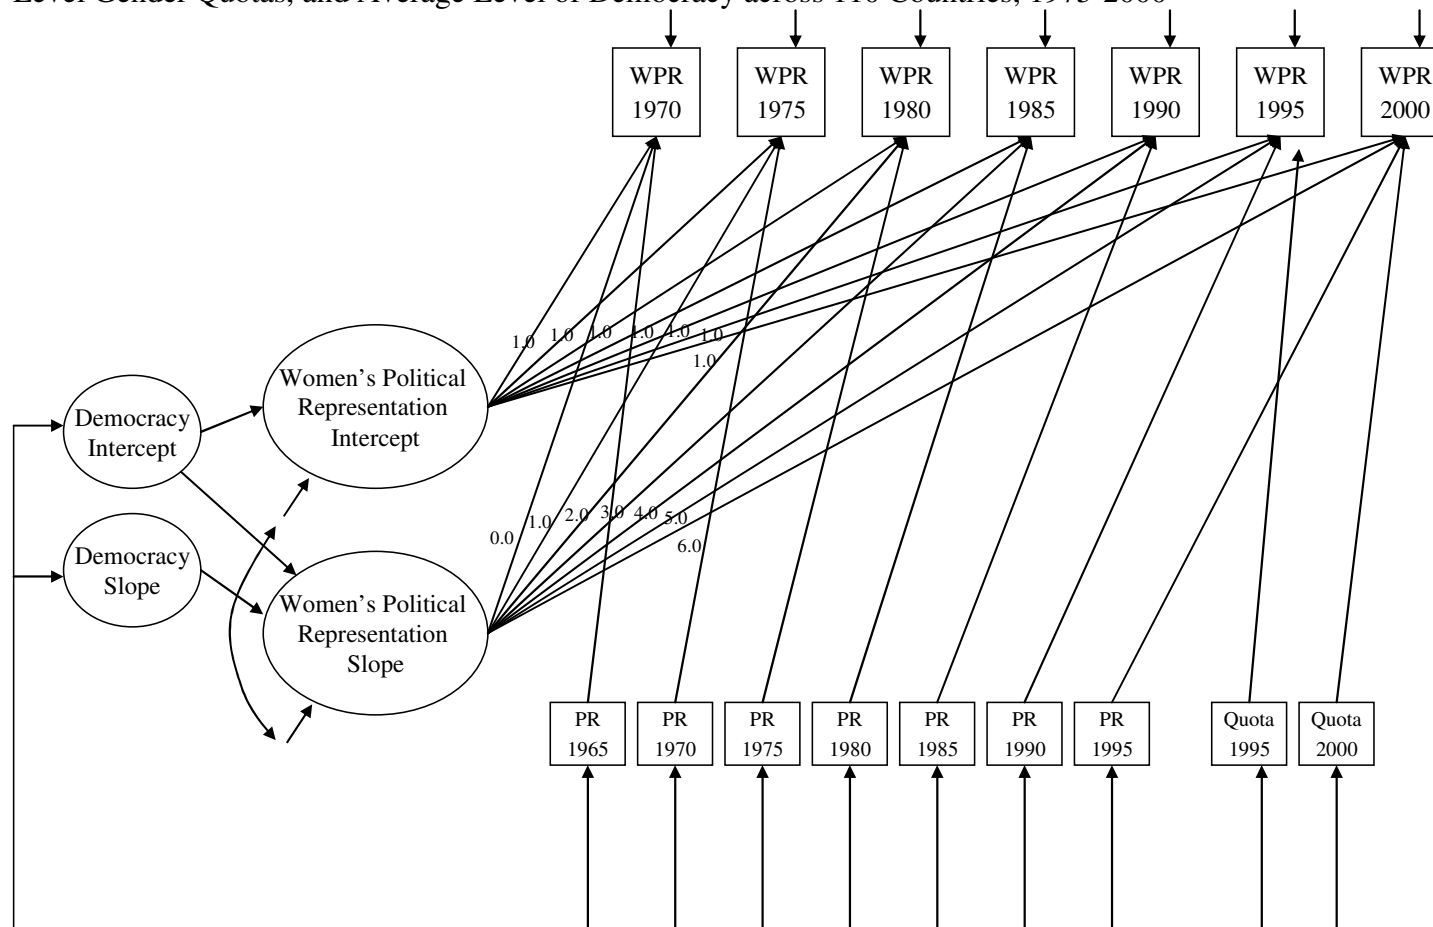 Level Gender Quotas, and Average Level of Democracy across 110 Countries, 1975-2000
WPR
1970
WPR
1975
WPR
1980
WPR
1985
WPR
1990
WPR
1995
WPR
2000
1.0
1.0
1.0
1.0
1.0
1.0
1.0
Women's Political
Representation
Intercept
Democracy
Intercept
Democracy
Slope
0.0
1.0
2.0
3.0
4.0
5.0
6.0
Women's Political
Representation
Slope
PR
1965
PR
1970
PR
1975
PR
1980
PR
1985
PR
1990
PR
1995
Quota
1995
Quota
2000